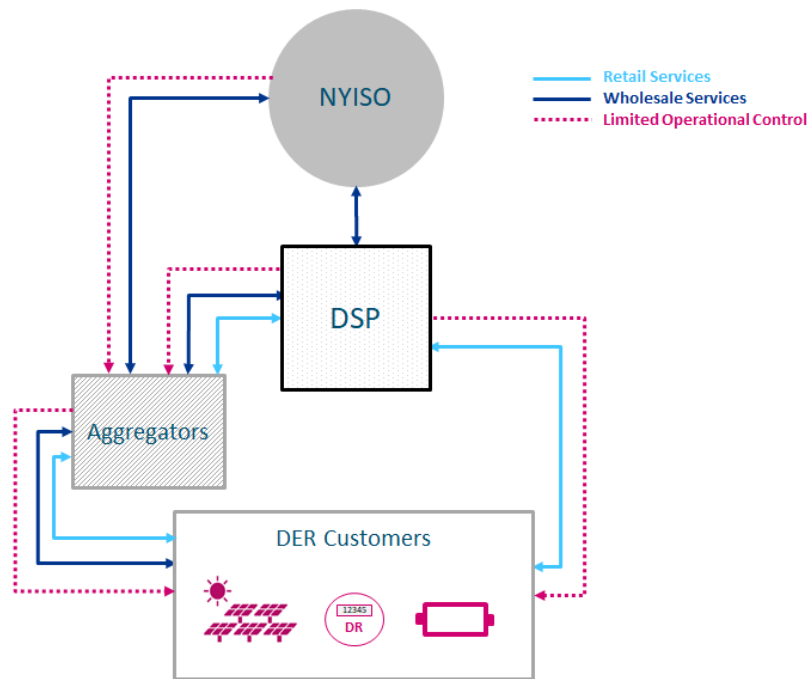 NYISO
Retail Services
Wholesale Services
Limited Operational Control
DSP
Aggregators
DER Customers
12345
DR